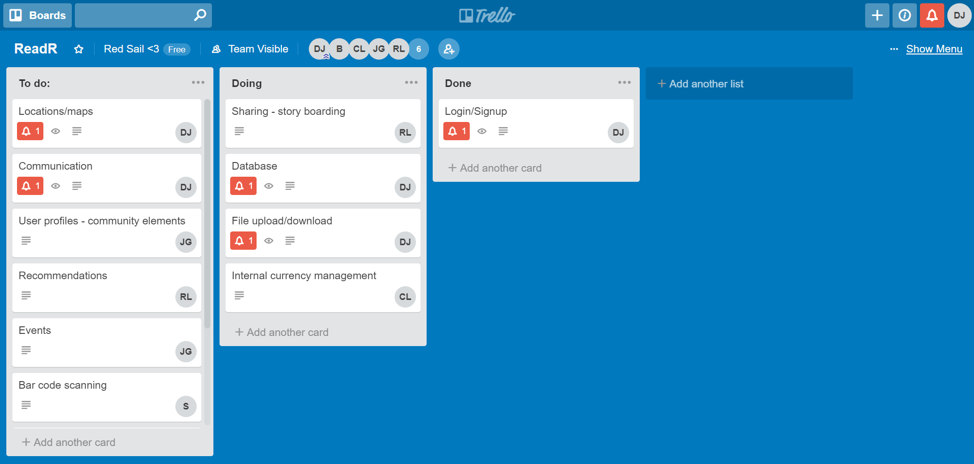 Boards
Trello
DJ
ReadR
Red Sail <3 Free
Team Visible
DJ B CL JG RL 6
... Show Menu
To do:
Locations/maps
1
DJ
Communication
1
DJ
User profiles - community elements
JG
Recommendations
RL
Events
JG
Bar code scanning
S
+ Add another card
Doing
Sharing - story boarding
RL
Database
1
DJ
File upload/download
1
DJ
Internal currency management
CL
+ Add another card
Done
Login/Signup
1
DJ
+ Add another card
+ Add another list